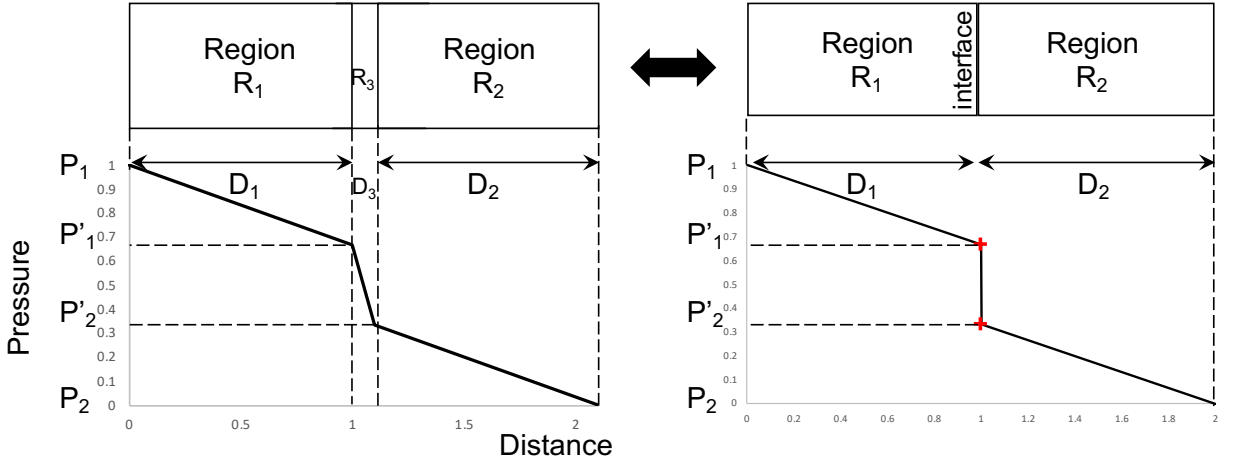 Region
R₁
R₃
Region
R₂
Region
R₁
interface
Region
R₂
P₁
P'₁
P'₂
P₂
Pressure
1
0.9
0.8
0.7
0.6
0.5
0.4
0.3
0.2
0.1
0
D₁
D₃
D₂
0
0.5
1
1.5
2
Distance
P₁
P'₁
P'₂
P₂
1
0.9
0.8
0.7
0.6
0.5
0.4
0.3
0.2
0.1
0
D₁
D₂
0
0.2
0.4
0.6
0.8
1
1.2
1.4
1.6
1.8
2